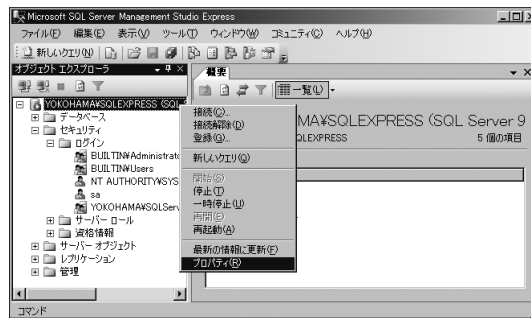 Microsoft SQL Server Management Studio Express
ファイル(F) 編集(E) 表示(V) ツール(T) ウィンドウ(W) コミュニティ(C) ヘルプ(H)
新しいクエリ(N)
オブジェクト エクスプローラ
概要
一覧(L)
YOKOHAMA¥SQLEXPRESS (SQL
データベース
セキュリティ
ログイン
BUILTIN¥Administrat
BUILTIN¥Users
NT AUTHORITY¥SYS
sa
YOKOHAMA¥SQLServ
サーバー ロール
資格情報
サーバー オブジェクト
レプリケーション
管理
接続(C)...
接続解除(D)
登録(G)...
新しいクエリ(Q)
開始(S)
停止(T)
一時停止(U)
再開(E)
再起動(A)
最新の情報に更新(F)
プロパティ(R)
MA¥SQLEXPRESS (SQL Server 9
QLEXPRESS
5 個の項目
コマンド